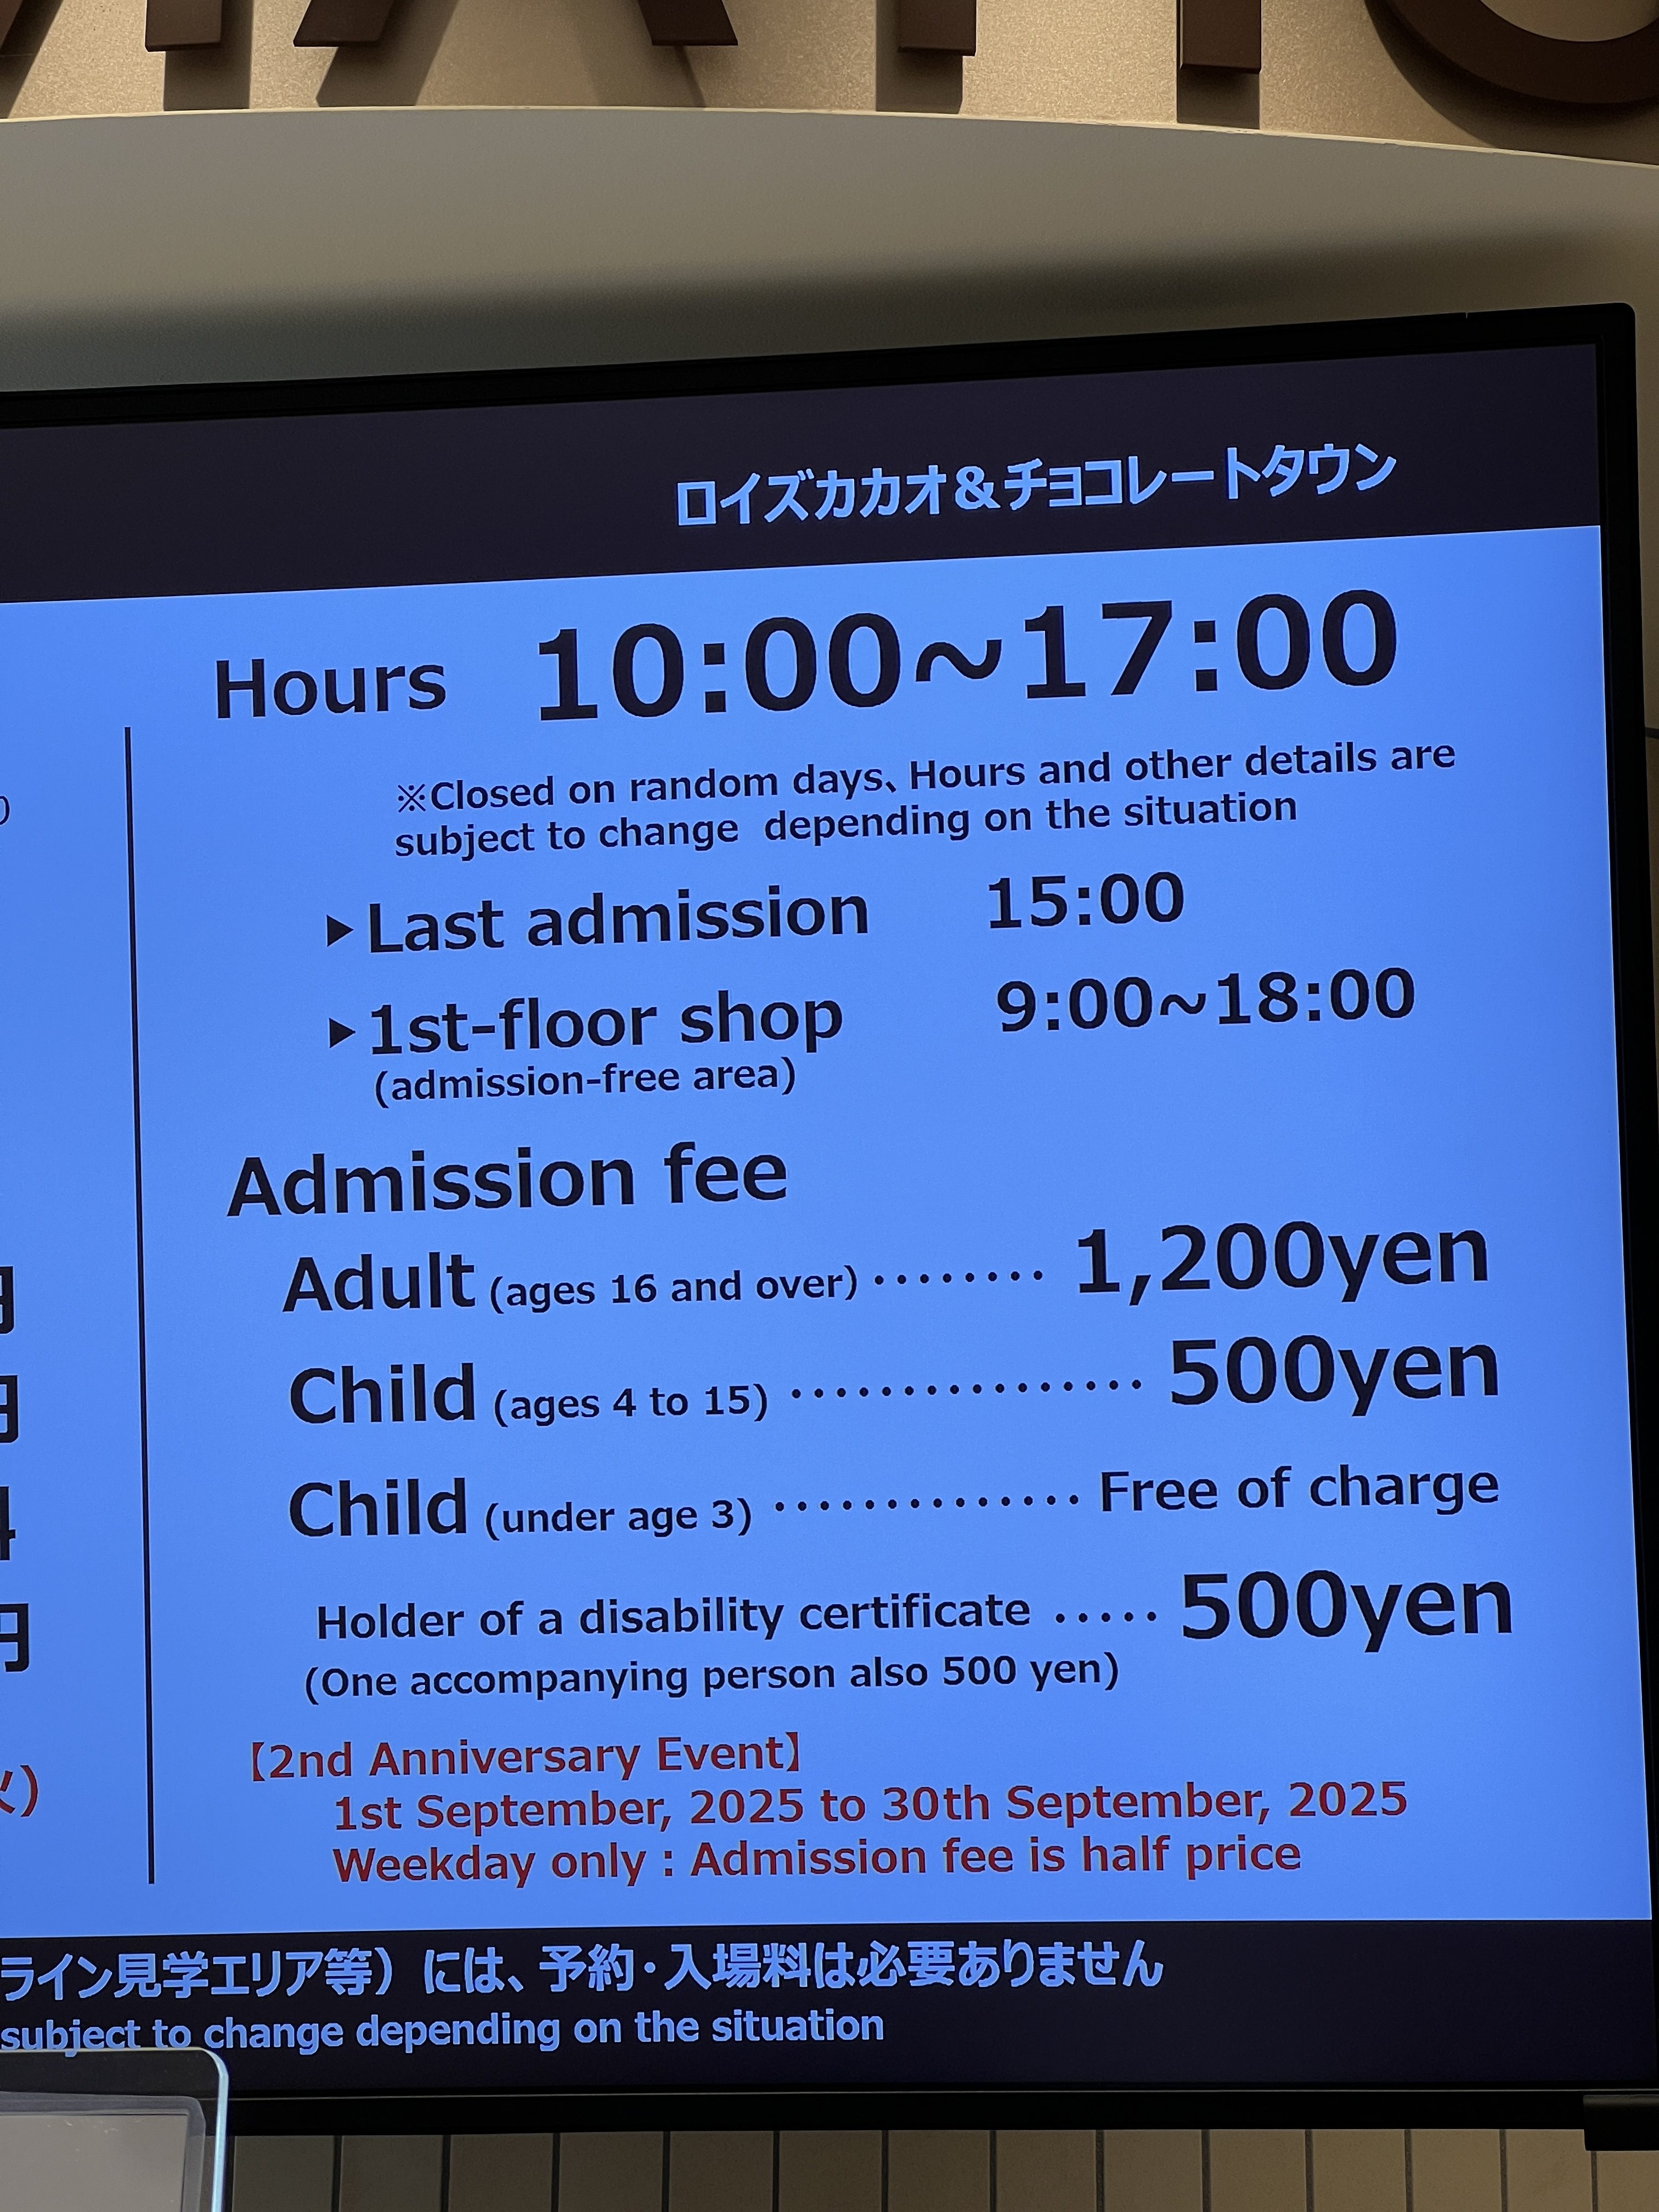 ロイズカカオ&チョコレートタウン
Hours 10:00~17:00
※Closed on random days、Hours and other details are
subject to change depending on the situation
▶Last admission 15:00
▶1st-floor shop 9:00~18:00
(admission-free area)
Admission fee
Adult (ages 16 and over) ········ 1,200yen
Child (ages 4 to 15) ················ 500yen
Child (under age 3) ·············· Free of charge
Holder of a disability certificate ····· 500yen
(One accompanying person also 500 yen)
【2nd Anniversary Event】
1st September, 2025 to 30th September, 2025
Weekday only : Admission fee is half price
ライン見学エリア等）には、予約・入場料は必要ありません
subject to change depending on the situation